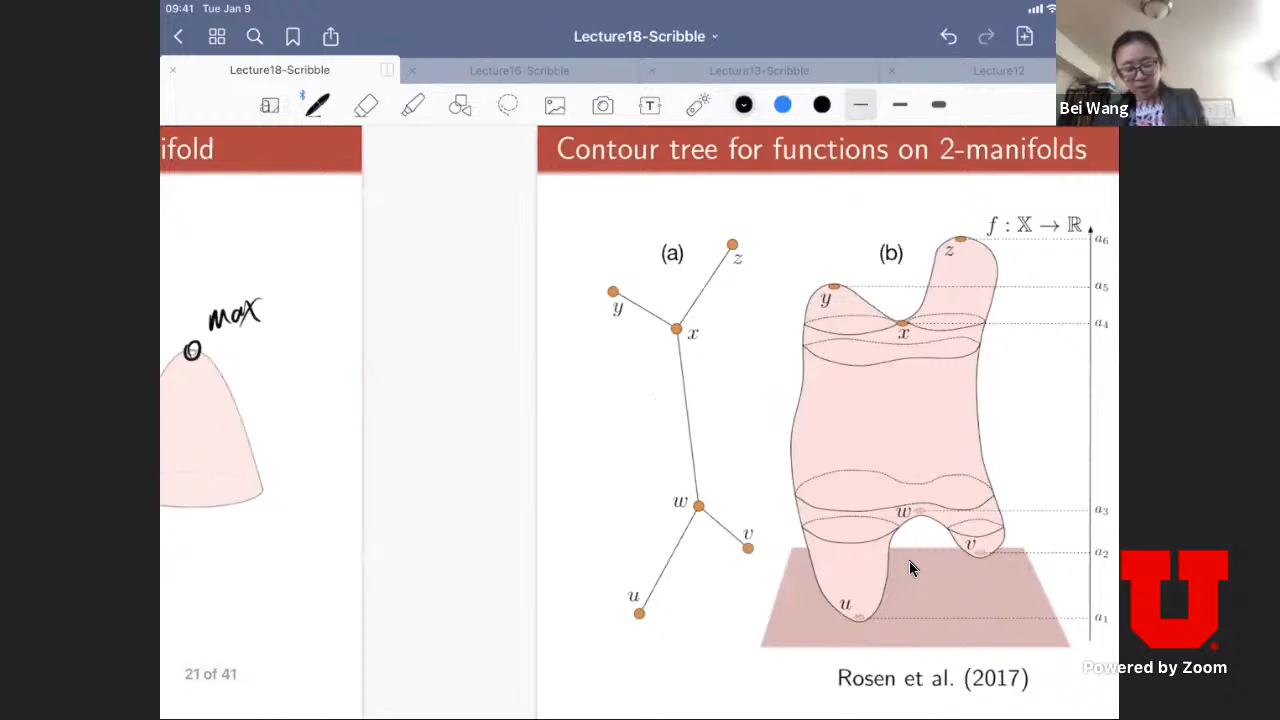 09:41 Tue Jan 9
Lecture18-Scribble
Lecture18-Scribble
Lecture16-Scribble
Lecture13-Scribble
Lecture12
T
Bei Wang
ifold
max
21 of 41
Contour tree for functions on 2-manifolds
(a)
z
y
x
w
v
u
(b)
f : 𝕏 → ℝ
z
y
x
w
v
u
a₆
a₅
a₄
a₃
a₂
a₁
Rosen et al. (2017)
U
Powered by Zoom